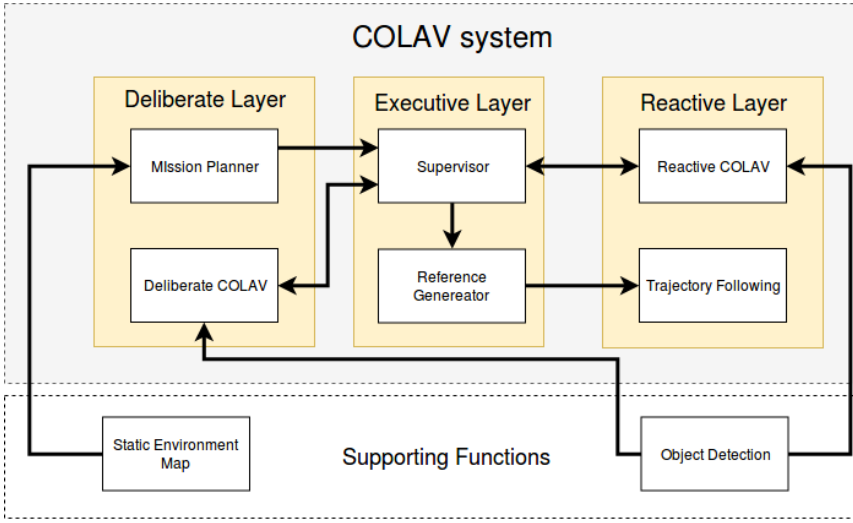 COLAV system
Deliberate Layer
Executive Layer
Reactive Layer
MIssion Planner
Supervisor
Reactive COLAV
Deliberate COLAV
Reference
Genereator
Trajectory Following
Static Environment
Map
Supporting Functions
Object Detection